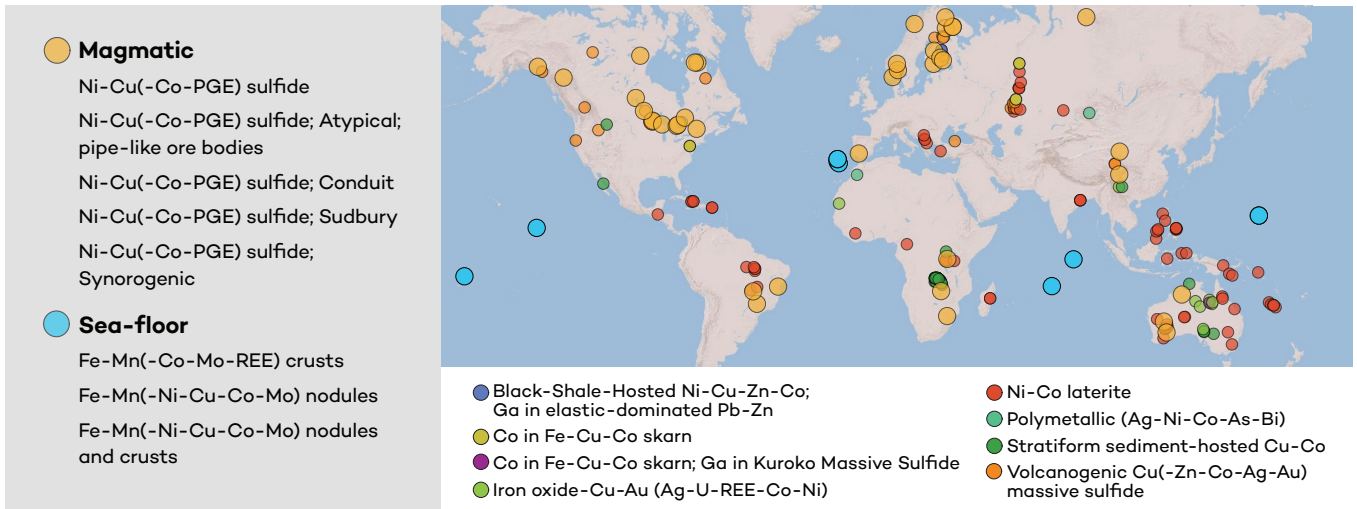 Magmatic
Ni-Cu(-Co-PGE) sulfide
Ni-Cu(-Co-PGE) sulfide; Atypical;
pipe-like ore bodies
Ni-Cu(-Co-PGE) sulfide; Conduit
Ni-Cu(-Co-PGE) sulfide; Sudbury
Ni-Cu(-Co-PGE) sulfide;
Synorogenic
Sea-floor
Fe-Mn(-Co-Mo-REE) crusts
Fe-Mn(-Ni-Cu-Co-Mo) nodules
Fe-Mn(-Ni-Cu-Co-Mo) nodules
and crusts
Black-Shale-Hosted Ni-Cu-Zn-Co;
Ga in elastic-dominated Pb-Zn
Co in Fe-Cu-Co skarn
Co in Fe-Cu-Co skarn; Ga in Kuroko Massive Sulfide
Iron oxide-Cu-Au (Ag-U-REE-Co-Ni)
Ni-Co laterite
Polymetallic (Ag-Ni-Co-As-Bi)
Stratiform sediment-hosted Cu-Co
Volcanogenic Cu(-Zn-Co-Ag-Au)
massive sulfide